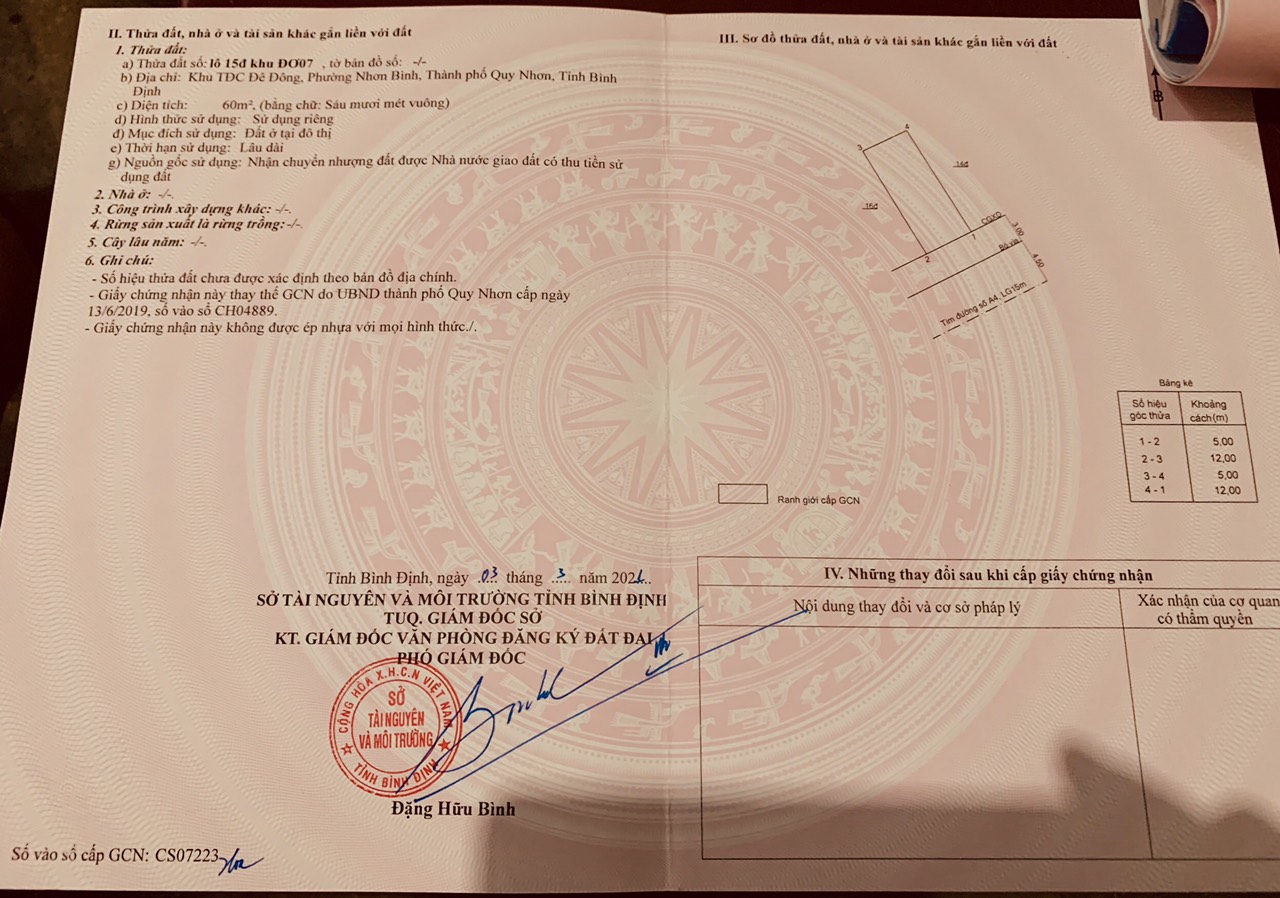 II. Thửa đất, nhà ở và tài sản khác gắn liền với đất
1. Thửa đất:
a) Thửa đất số: lô 15đ khu ĐƠ07 , tờ bản đồ số: -/-
b) Địa chỉ: Khu TĐC Đê Đông, Phường Nhơn Bình, Thành phố Quy Nhơn, Tỉnh Bình
Định
c) Diện tích: 60m², (bằng chữ: Sáu mươi mét vuông)
d) Hình thức sử dụng: Sử dụng riêng
đ) Mục đích sử dụng: Đất ở tại đô thị
e) Thời hạn sử dụng: Lâu dài
g) Nguồn gốc sử dụng: Nhận chuyển nhượng đất được Nhà nước giao đất có thu tiền sử
dụng đất
2. Nhà ở: -/-.
3. Công trình xây dựng khác: -/-.
4. Rừng sản xuất là rừng trồng: -/-.
5. Cây lâu năm: -/-.
6. Ghi chú:
- Số hiệu thửa đất chưa được xác định theo bản đồ địa chính.
- Giấy chứng nhận này thay thế GCN do UBND thành phố Quy Nhơn cấp ngày
13/6/2019, số vào sổ CH04889.
- Giấy chứng nhận này không được ép nhựa với mọi hình thức./.
Tỉnh Bình Định, ngày 03 tháng 3 năm 2021
SỞ TÀI NGUYÊN VÀ MÔI TRƯỜNG TỈNH BÌNH ĐỊNH
TUQ. GIÁM ĐỐC SỞ
KT. GIÁM ĐỐC VĂN PHÒNG ĐĂNG KÝ ĐẤT ĐAI
PHÓ GIÁM ĐỐC
CỘNG HÒA X.H.C.N VIỆT NAM
SỞ
TÀI NGUYÊN
VÀ MÔI TRƯỜNG
TỈNH BÌNH ĐỊNH
Đặng Hữu Bình
Số vào sổ cấp GCN: CS07223
III. Sơ đồ thửa đất, nhà ở và tài sản khác gắn liền với đất
B
4
3
14đ
16đ
CGXD
1
3.00
2
Bó vỉa
4.50
Tim đường số A4, LG15m
Bảng kê
Số hiệu
góc thửa
Khoảng
cách(m)
1 - 2 5,00
2 - 3 12,00
3 - 4 5,00
4 - 1 12,00
Ranh giới cấp GCN
IV. Những thay đổi sau khi cấp giấy chứng nhận
Nội dung thay đổi và cơ sở pháp lý
Xác nhận của cơ quan
có thẩm quyền